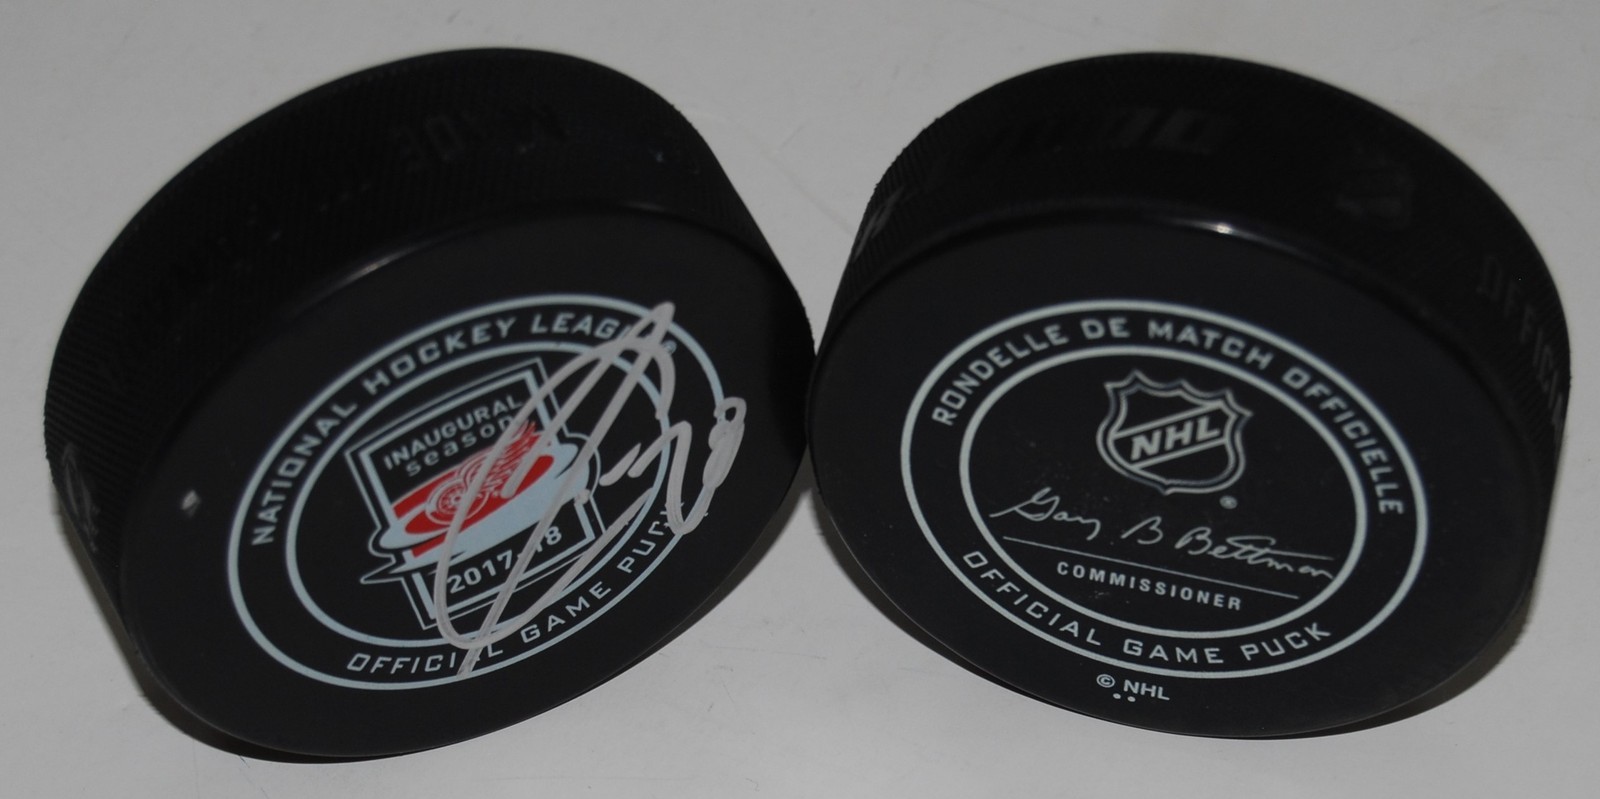 NATIONAL HOCKEY LEAGUE
INAUGURAL
season
2017-18
OFFICIAL GAME PUCK
RONDELLE DE MATCH OFFICIELLE
NHL
®
Gary B Bettman
COMMISSIONER
OFFICIAL GAME PUCK
© NHL
OFFICIAL